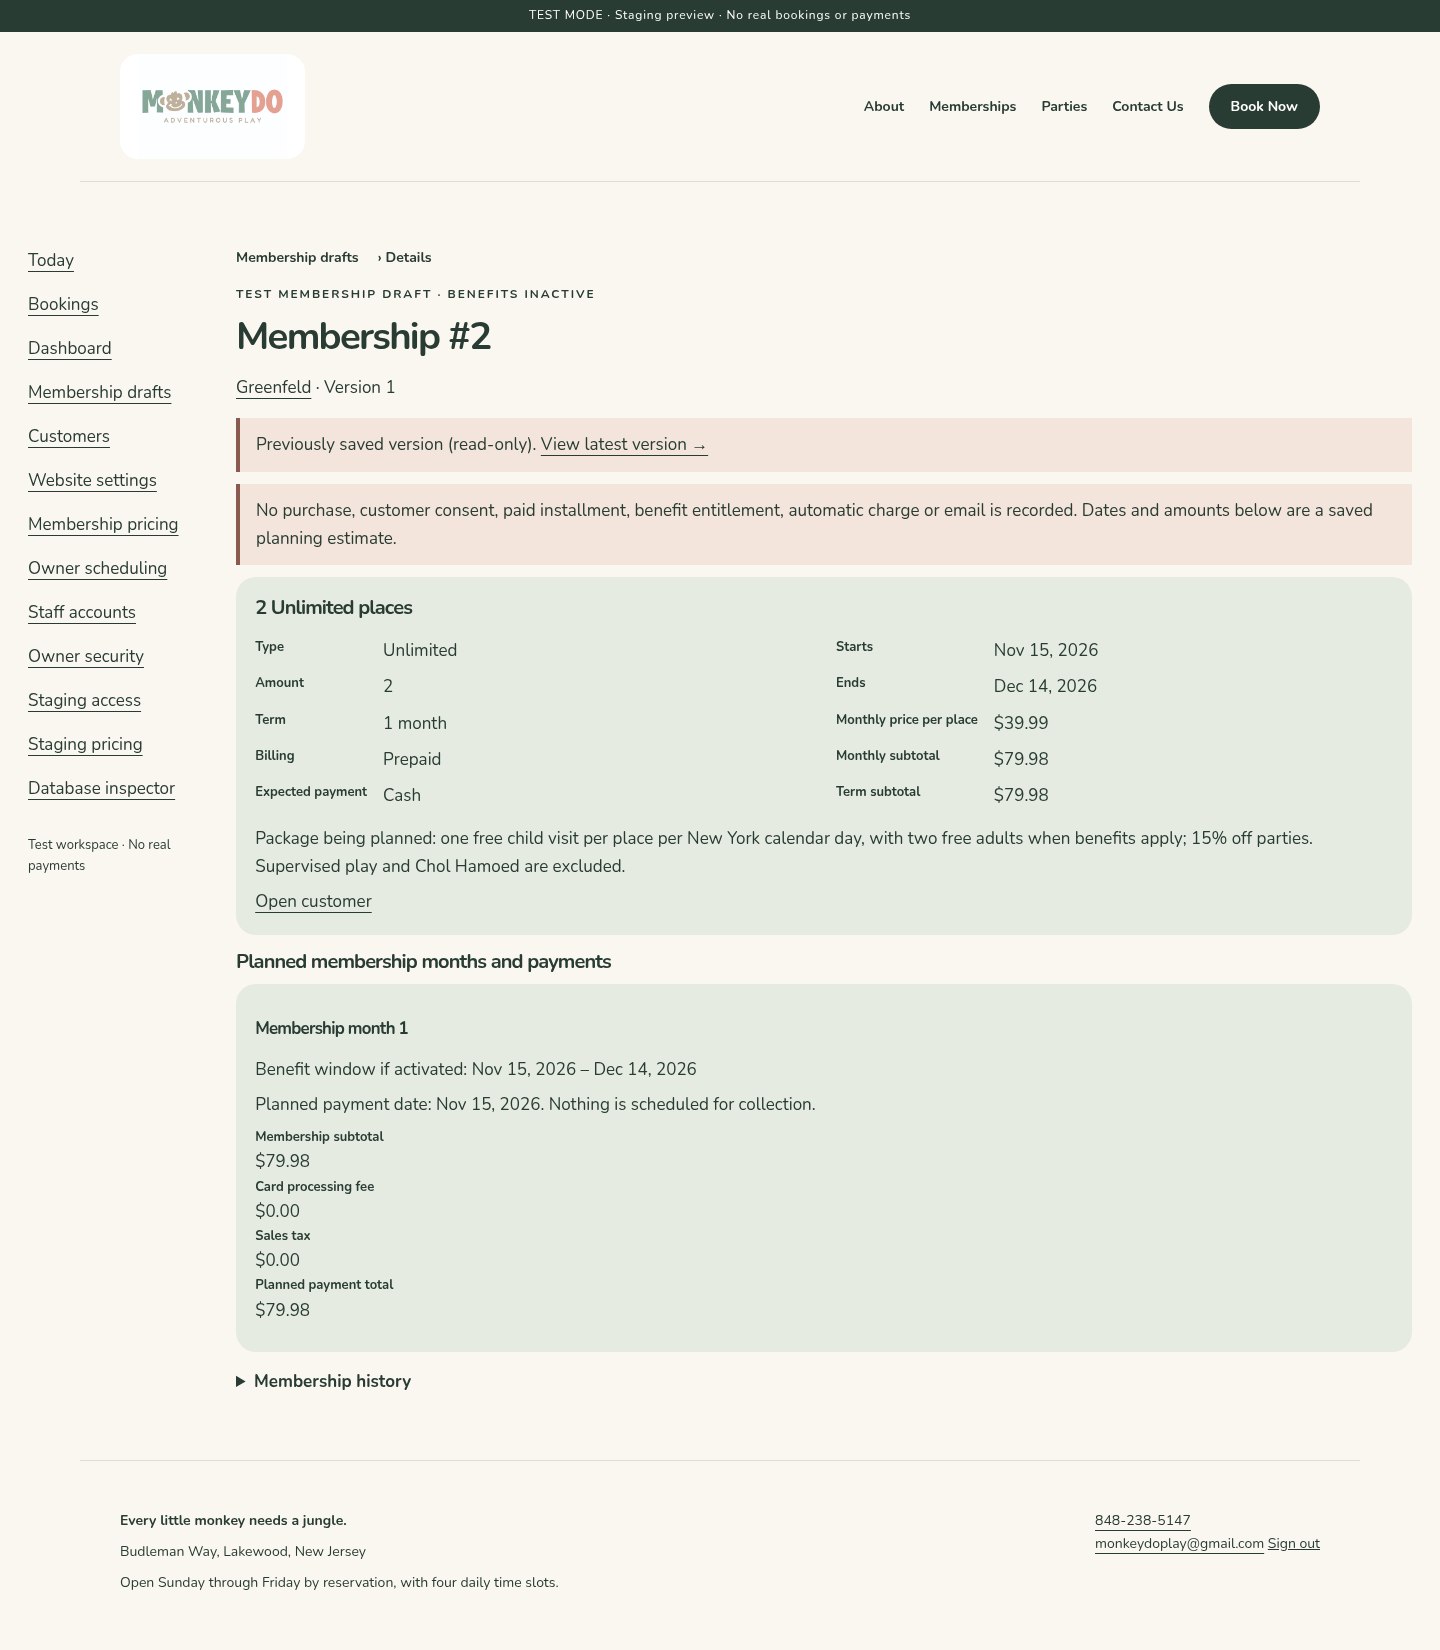 TEST MODE · Staging preview · No real bookings or payments
MONKEYDO
ADVENTUROUS PLAY
About
Memberships
Parties
Contact Us
Book Now
Today
Bookings
Dashboard
Membership drafts
Customers
Website settings
Membership pricing
Owner scheduling
Staff accounts
Owner security
Staging access
Staging pricing
Database inspector
Test workspace · No real
payments
Membership drafts › Details
TEST MEMBERSHIP DRAFT · BENEFITS INACTIVE
Membership #2
Greenfeld · Version 1
Previously saved version (read-only). View latest version →
No purchase, customer consent, paid installment, benefit entitlement, automatic charge or email is recorded. Dates and amounts below are a saved
planning estimate.
2 Unlimited places
Type Unlimited
Amount 2
Term 1 month
Billing Prepaid
Expected payment Cash
Starts Nov 15, 2026
Ends Dec 14, 2026
Monthly price per place $39.99
Monthly subtotal $79.98
Term subtotal $79.98
Package being planned: one free child visit per place per New York calendar day, with two free adults when benefits apply; 15% off parties.
Supervised play and Chol Hamoed are excluded.
Open customer
Planned membership months and payments
Membership month 1
Benefit window if activated: Nov 15, 2026 – Dec 14, 2026
Planned payment date: Nov 15, 2026. Nothing is scheduled for collection.
Membership subtotal
$79.98
Card processing fee
$0.00
Sales tax
$0.00
Planned payment total
$79.98
▶ Membership history
Every little monkey needs a jungle.
Budleman Way, Lakewood, New Jersey
Open Sunday through Friday by reservation, with four daily time slots.
848-238-5147
monkeydoplay@gmail.com Sign out